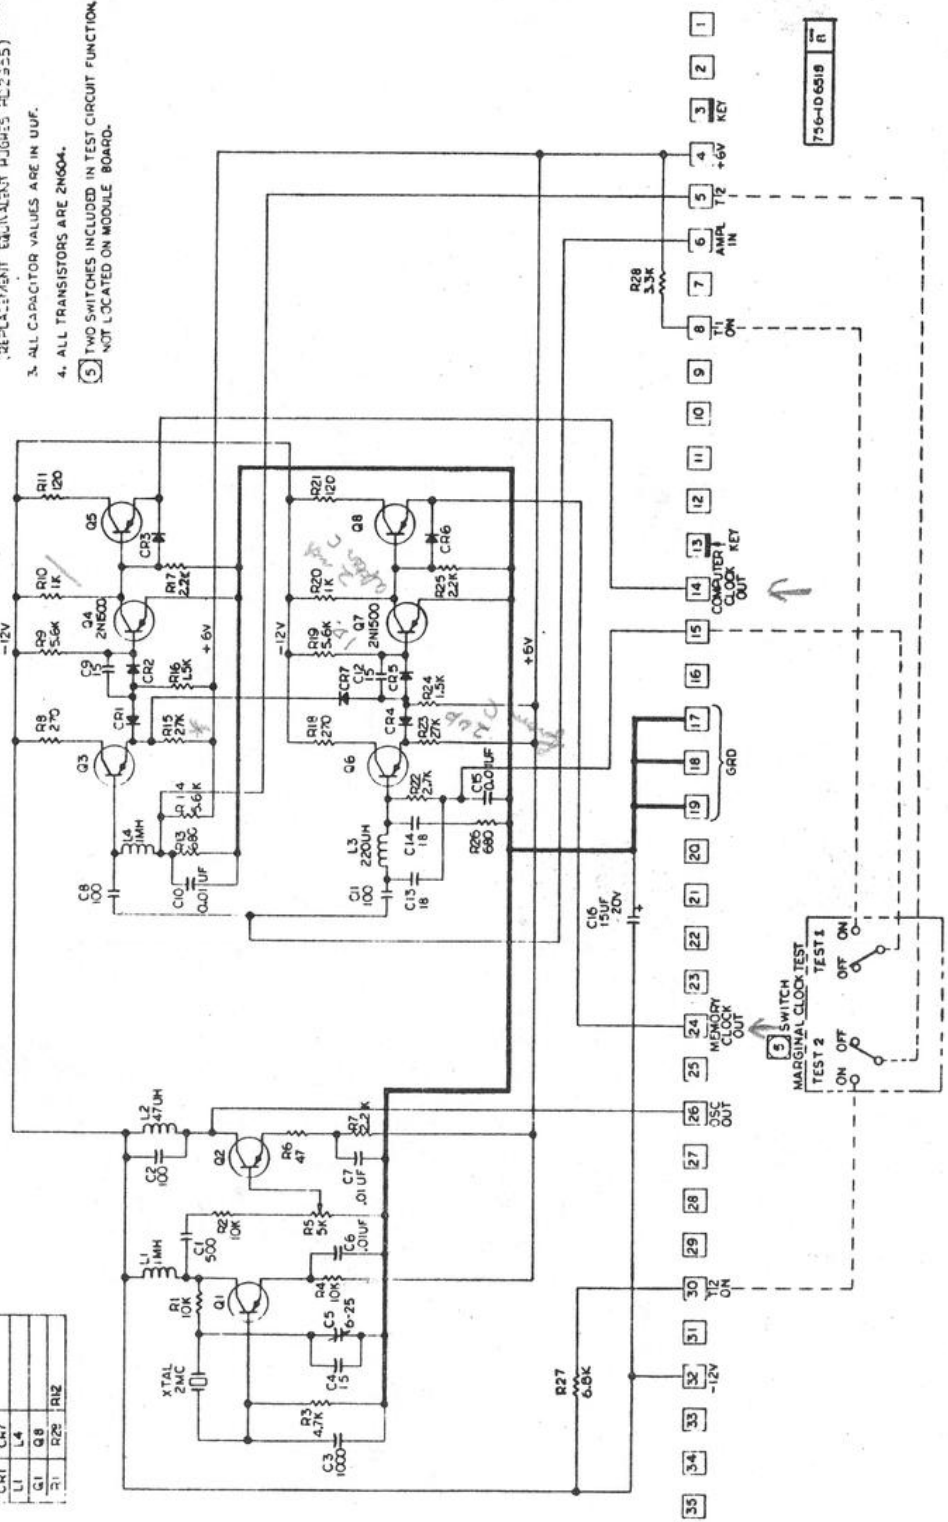 3. ALL CAPACITOR VALUES ARE IN UUF.
4. ALL TRANSISTORS ARE 2N604.
5 TWO SWITCHES INCLUDED IN TEST CIRCUIT FUNCTION,
NOT LOCATED ON MODULE BOARD.
CR1 CR7
L1 L4
Q1 Q8
R1 R28 R12
-12V
R8
270
R9
5.6K
R10
1K
R11
120
Q3
C9
15
CR1
CR2
Q4
2N1500
Q5
CR3
R15
27K
R16
1.5K
R17
2.2K
+6V
C8
100
L4
1MH
R14
5.6K
R13
680
C10
0.01UF
-12V
R18
270
R19
5.6K
R20
1K
R21
120
CR7
C12
15
Q6
CR4
CR5
Q7
2N1500
Q8
CR6
R23
27K
R24
1.5K
R25
2.2K
+6V
L3
220UH
C11
100
C13
18
C14
18
R22
2.7K
C15
0.01UF
R26
680
XTAL
2MC
R1
10K
L1
1MH
C1
500
R2
10K
C2
100
L2
47UH
Q1
Q2
R3
4.7K
C3
1000
C4
15
C5
6-25
R4
10K
C6
.01UF
R5
5K
R6
47
C7
.01UF
R7
2.2K
R27
6.8K
C16
15UF
20V
+
R28
3.3K
35
34
33
32
-12V
31
30
T2
ON
29
28
27
26
OSC
OUT
25
24
MEMORY
CLOCK
OUT
23
22
21
20
19
18
17
GRD
16
15
14
COMPUTER
CLOCK
OUT
13
KEY
12
11
10
9
8
T1
ON
7
6
AMPL
IN
5
T2
4
+6V
3
KEY
2
1
5 SWITCH
MARGINAL CLOCK TEST
TEST 2
ON OFF
TEST 1
OFF ON